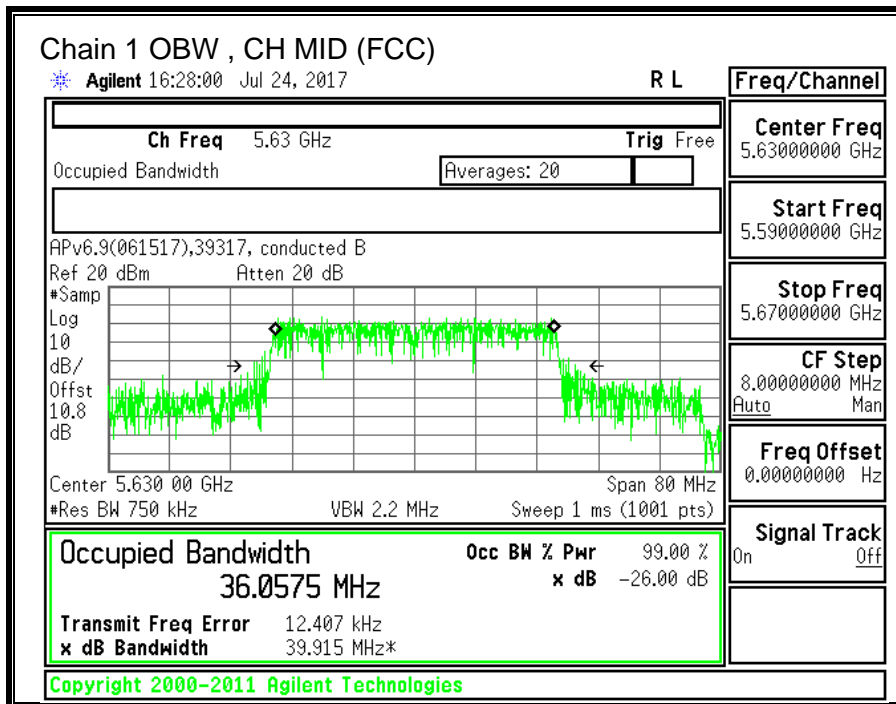 Chain 1 OBW , CH MID (FCC)
Agilent 16:28:00 Jul 24, 2017 R L
Freq/Channel
Ch Freq 5.63 GHz Trig Free
Occupied Bandwidth Averages: 20
APv6.9(061517),39317, conducted B
Ref 20 dBm Atten 20 dB
#Samp
Log
10
dB/
Offst
10.8
dB
Center 5.630 00 GHz Span 80 MHz
#Res BW 750 kHz VBW 2.2 MHz Sweep 1 ms (1001 pts)
Occupied Bandwidth Occ BW % Pwr 99.00 %
36.0575 MHz x dB -26.00 dB
Transmit Freq Error 12.407 kHz
x dB Bandwidth 39.915 MHz*
Copyright 2000-2011 Agilent Technologies
Center Freq
5.63000000 GHz
Start Freq
5.59000000 GHz
Stop Freq
5.67000000 GHz
CF Step
8.00000000 MHz
Auto Man
Freq Offset
0.00000000 Hz
Signal Track
On Off